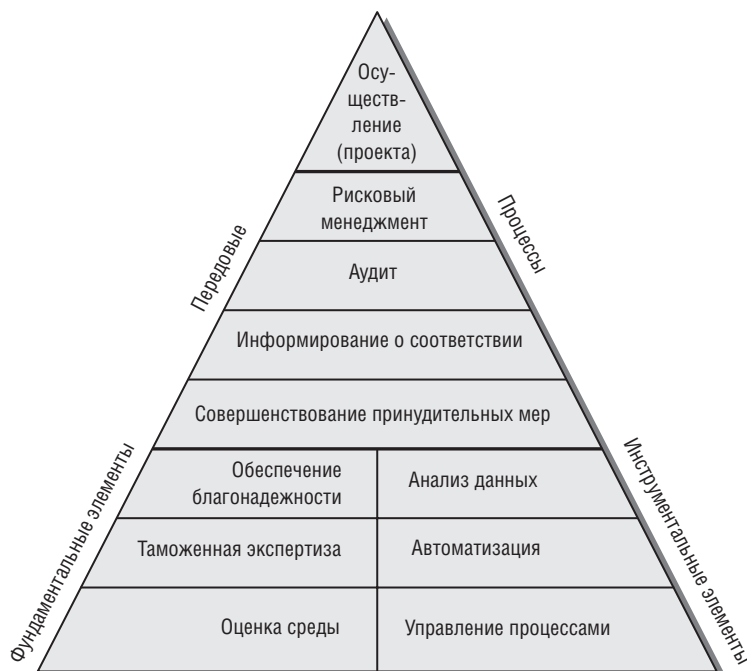 Осу-
ществ-
ление
(проекта)
Рисковый
менеджмент
Передовые
Процессы
Аудит
Информирование о соответствии
Совершенствование принудительных мер
Фундаментальные элементы
Инструментальные элементы
Обеспечение
благонадежности
Анализ данных
Таможенная экспертиза
Автоматизация
Оценка среды
Управление процессами